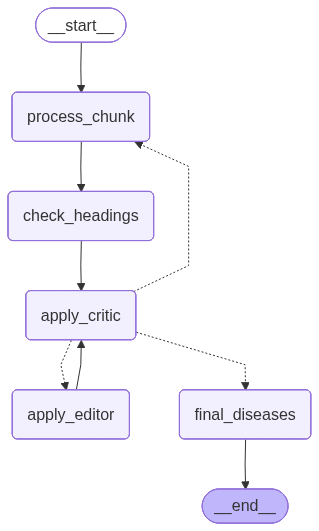 __start__
process_chunk
check_headings
apply_critic
apply_editor
final_diseases
__end__